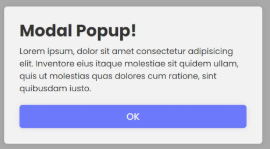 Modal Popup!
Lorem ipsum, dolor sit amet consectetur adipisicing
elit. Inventore eius itaque molestiae sit quidem ullam,
quis ut molestias quas dolores cum ratione, sint
quibusdam iusto.
OK